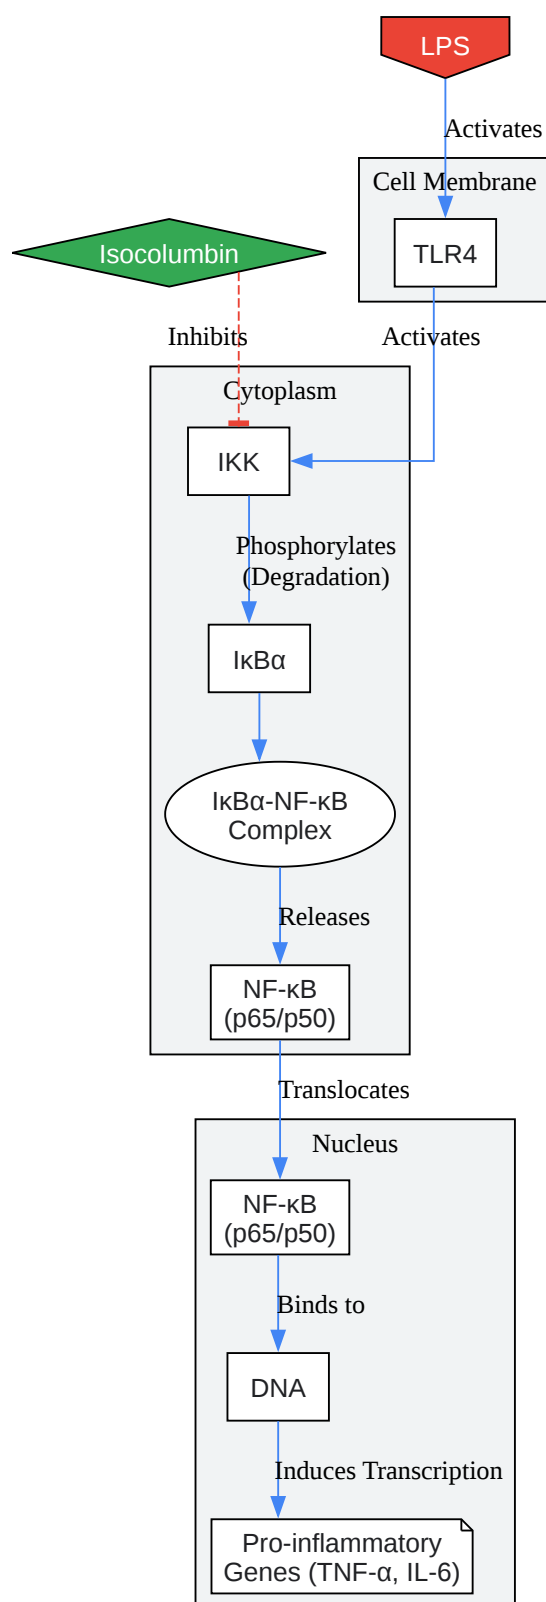 LPS
Activates
Cell Membrane
TLR4
Isocolumbin
Inhibits
Activates
Cytoplasm
IKK
Phosphorylates
(Degradation)
IκBα
IκBα-NF-κB
Complex
Releases
NF-κB
(p65/p50)
Translocates
Nucleus
NF-κB
(p65/p50)
Binds to
DNA
Induces Transcription
Pro-inflammatory
Genes (TNF-α, IL-6)